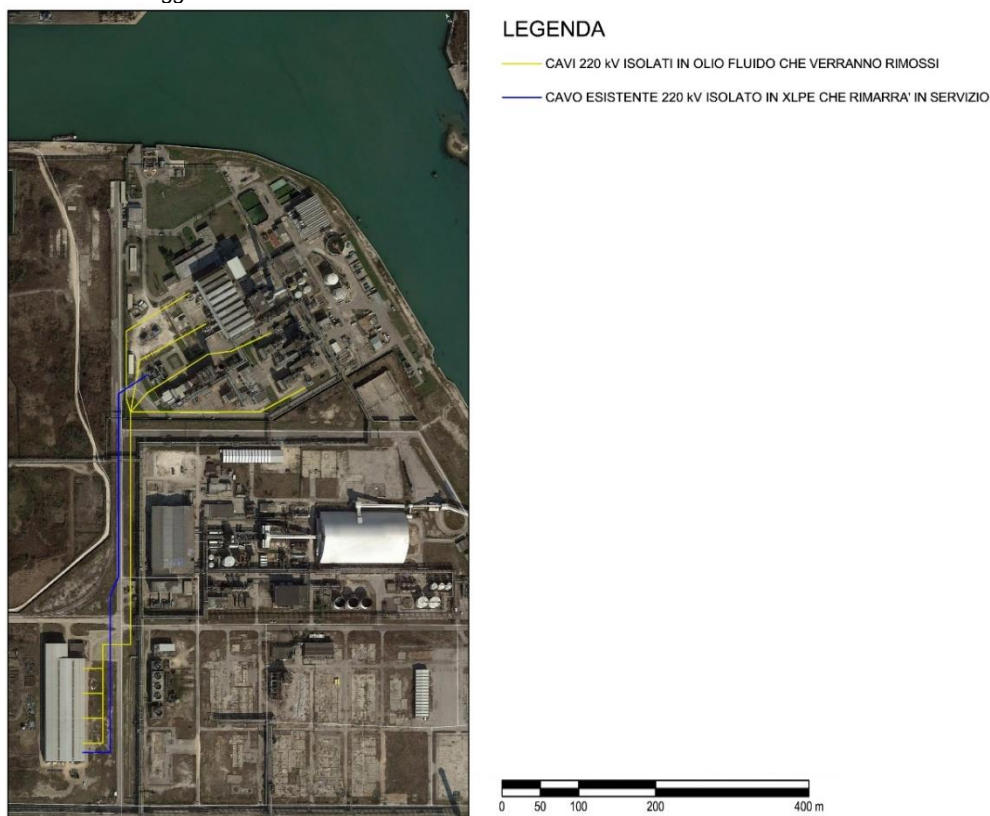 LEGENDA
CAVI 220 kV ISOLATI IN OLIO FLUIDO CHE VERRANNO RIMOSSI
CAVO ESISTENTE 220 kV ISOLATO IN XLPE CHE RIMARRA' IN SERVIZIO
0 50 100 200 400 m